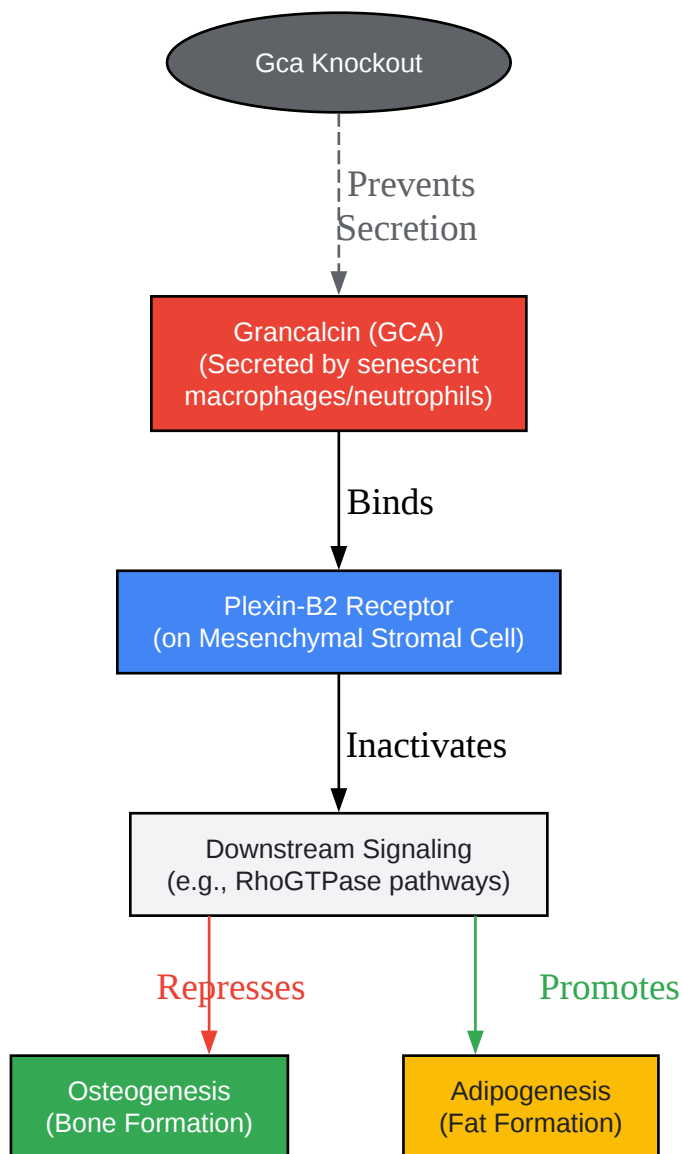 Gca Knockout
Prevents
Secretion
Grancalcin (GCA)
(Secreted by senescent
macrophages/neutrophils)
Binds
Plexin-B2 Receptor
(on Mesenchymal Stromal Cell)
Inactivates
Downstream Signaling
(e.g., RhoGTPase pathways)
Represses
Promotes
Osteogenesis
(Bone Formation)
Adipogenesis
(Fat Formation)